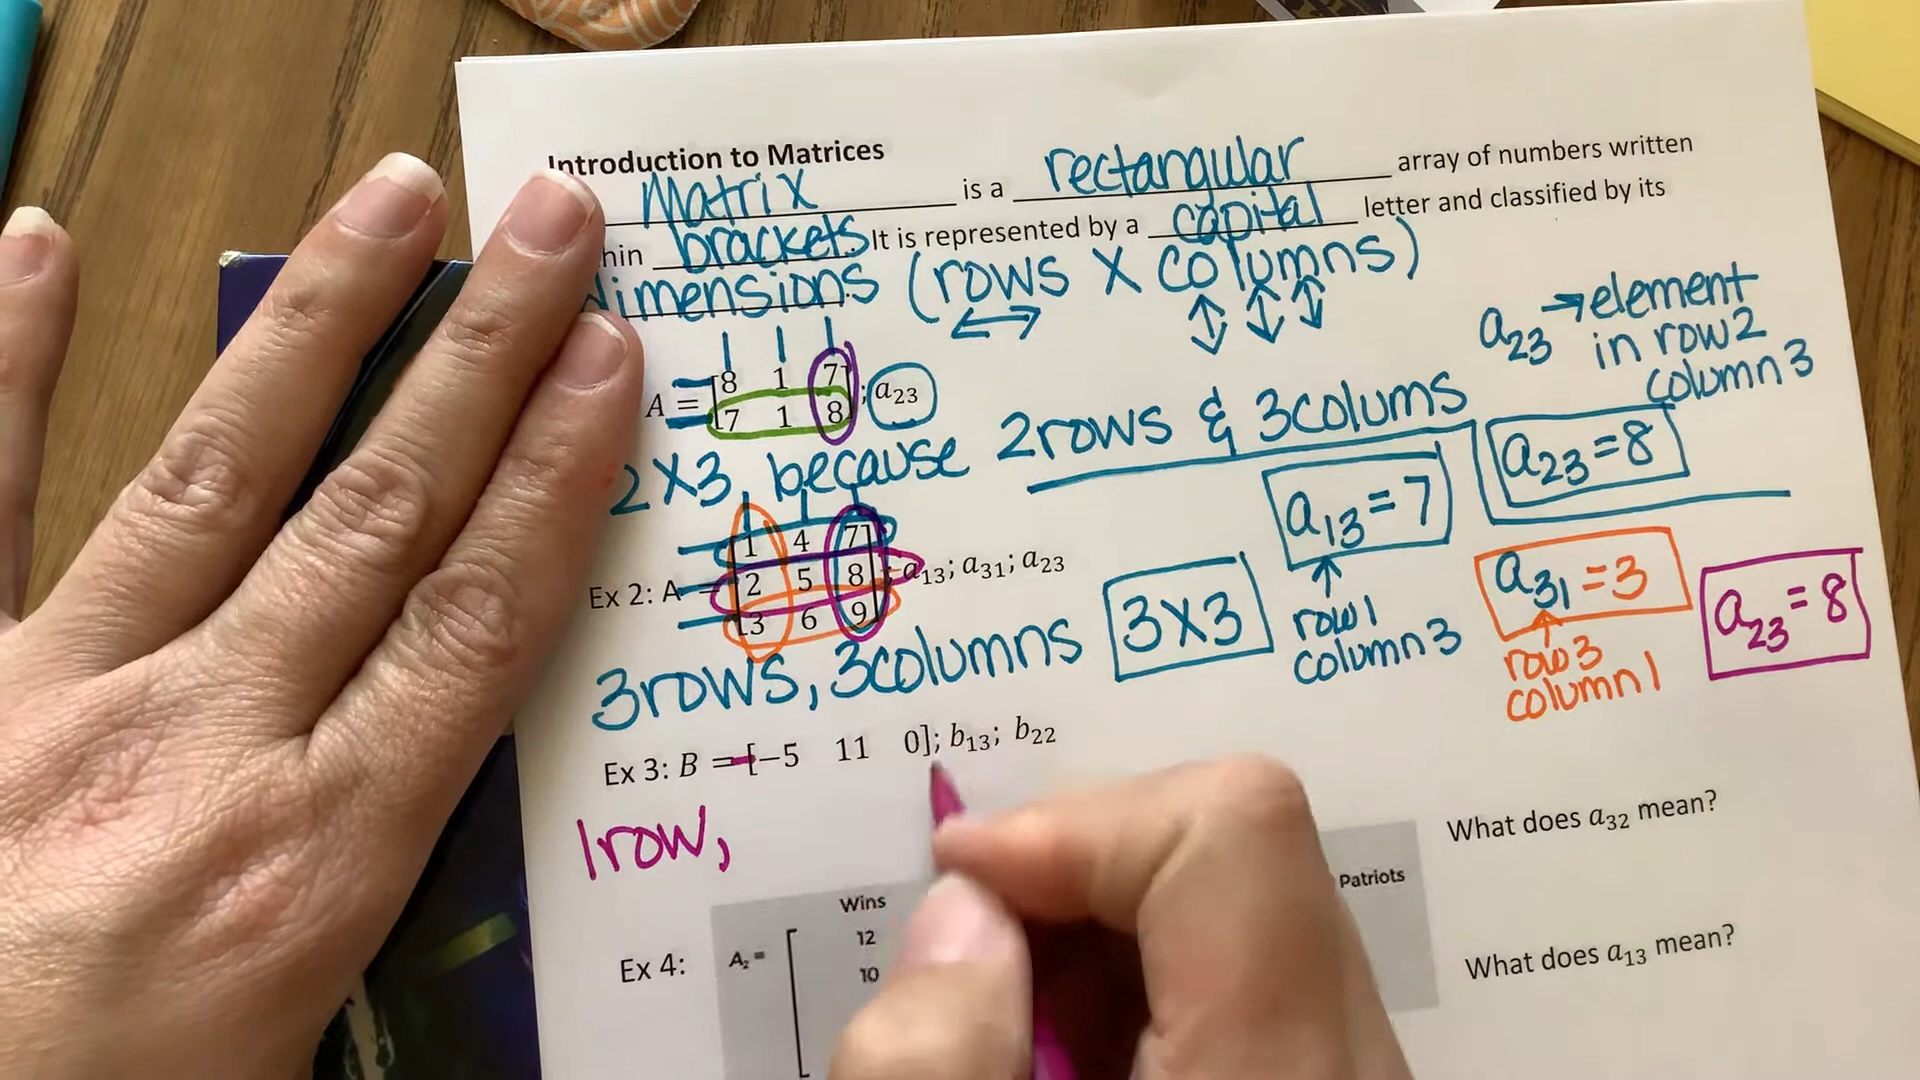 Introduction to Matrices
Matrix is a rectangular array of numbers written
hin brackets. It is represented by a capital letter and classified by its
dimensions (rows X columns)
a23 → element
in row 2
column 3
A = [8 1 7
7 1 8]; a23
2X3, because 2rows & 3colums
a23 = 8
a13 = 7
row 1
column 3
Ex 2: A = [1 4 7
2 5 8
3 6 9]; a13; a31; a23
3X3
a31 = 3
row 3
column 1
a23 = 8
3rows, 3columns
Ex 3: B = [−5 11 0]; b13; b22
1row,
What does a32 mean?
Patriots
Wins
Ex 4: A2 = [12
10
What does a13 mean?